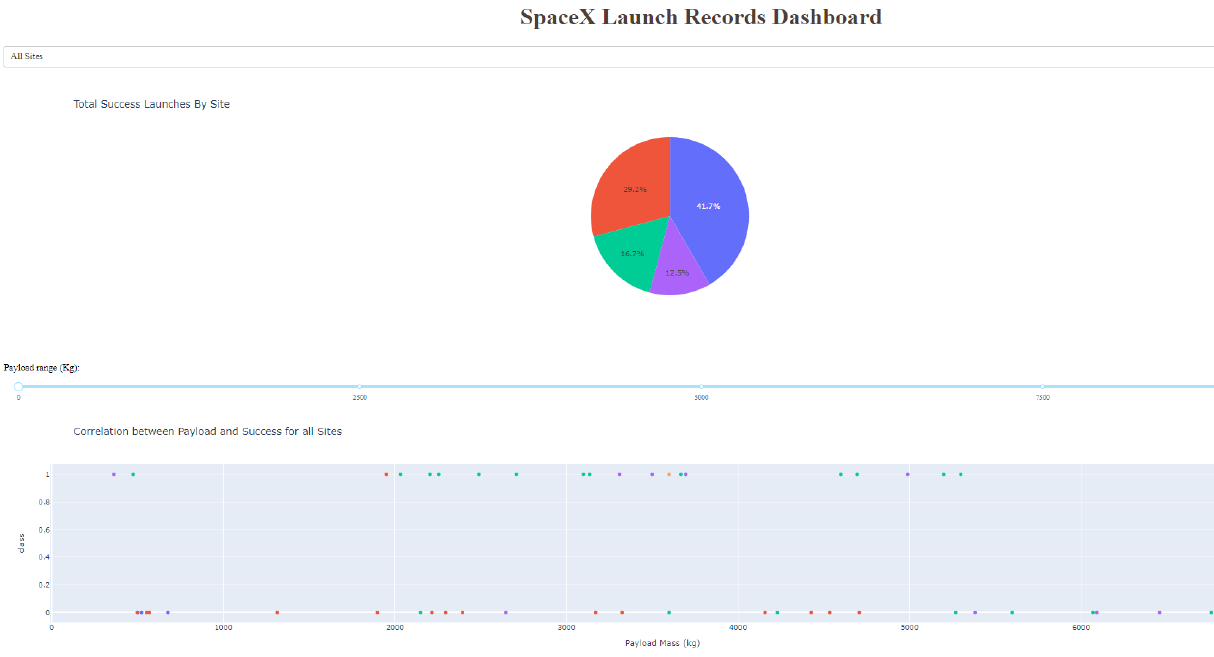 SpaceX Launch Records Dashboard
All Sites
Total Success Launches By Site
29.2%
41.7%
16.7%
12.5%
Payload range (Kg):
0 2500 5000 7500
Correlation between Payload and Success for all Sites
1
0.8
0.6
0.4
0.2
0
class
0 1000 2000 3000 4000 5000 6000
Payload Mass (kg)